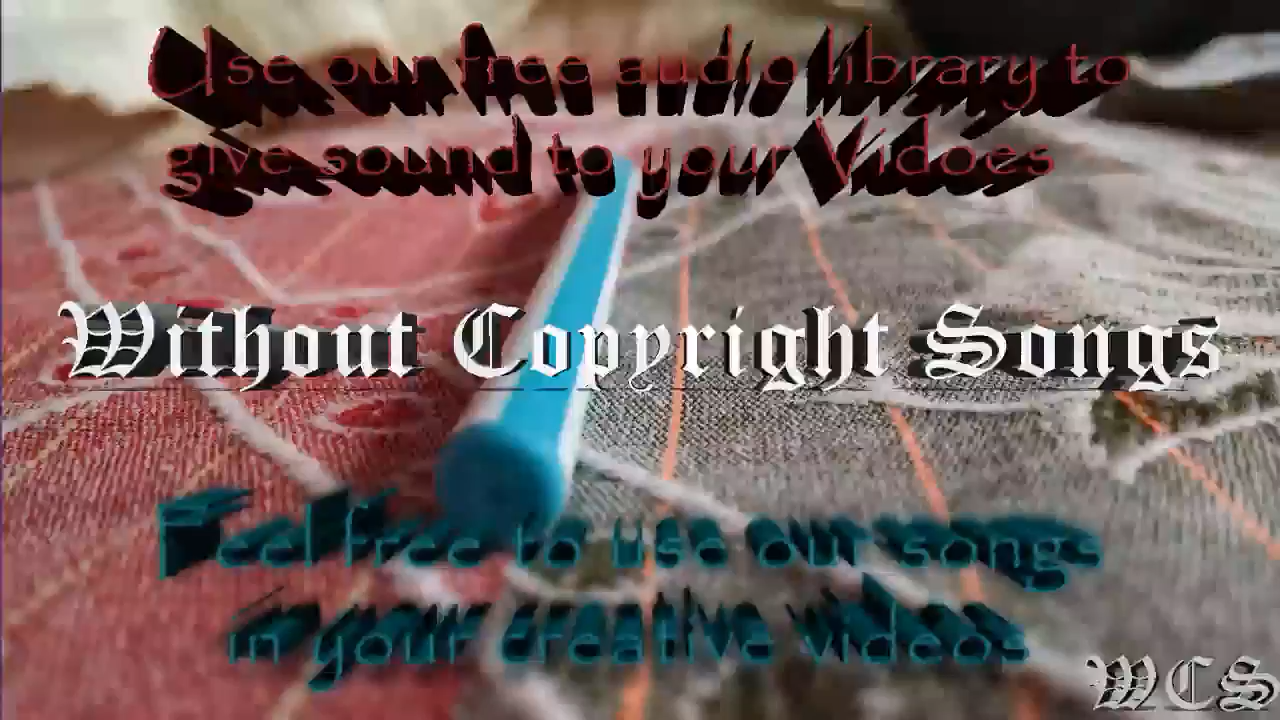 Use our free audio library to
give sound to your Vidoes
Without Copyright Songs
Feel free to use our songs
in your creative videos
WCS